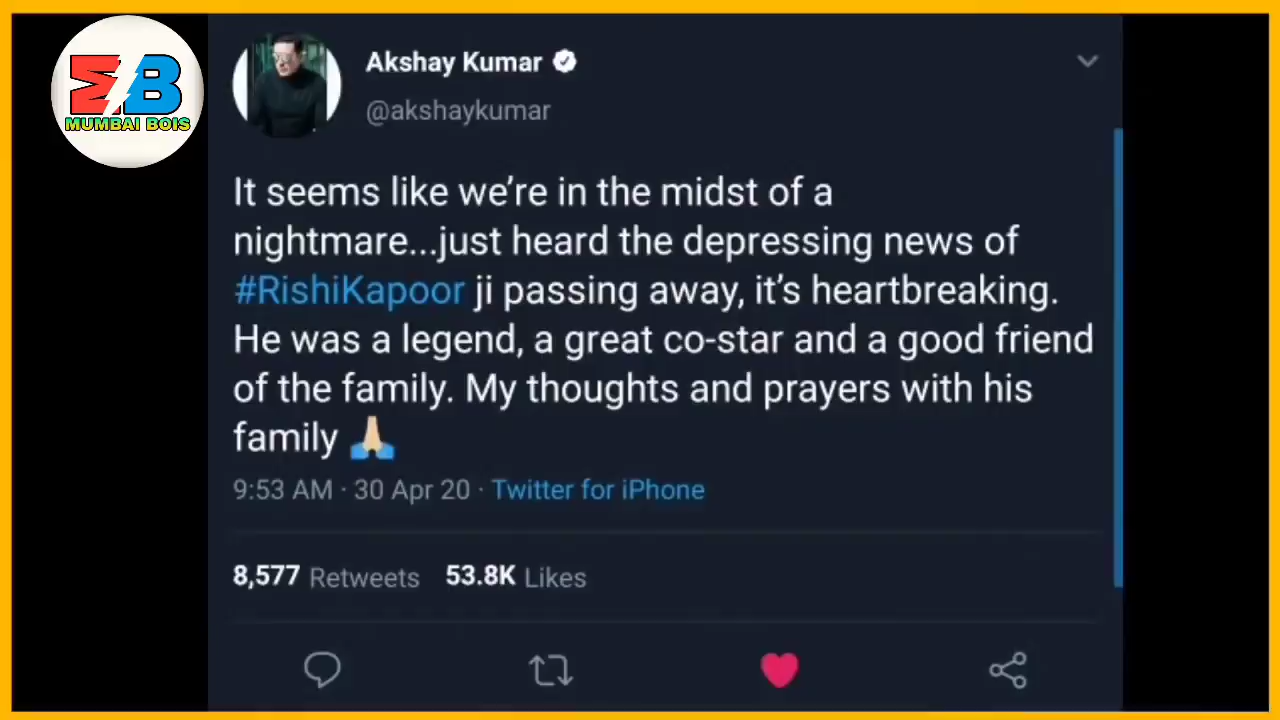 MB
MUMBAI BOIS
Akshay Kumar
@akshaykumar
It seems like we’re in the midst of a
nightmare...just heard the depressing news of
#RishiKapoor ji passing away, it’s heartbreaking.
He was a legend, a great co-star and a good friend
of the family. My thoughts and prayers with his
family 🙏
9:53 AM · 30 Apr 20 · Twitter for iPhone
8,577 Retweets 53.8K Likes